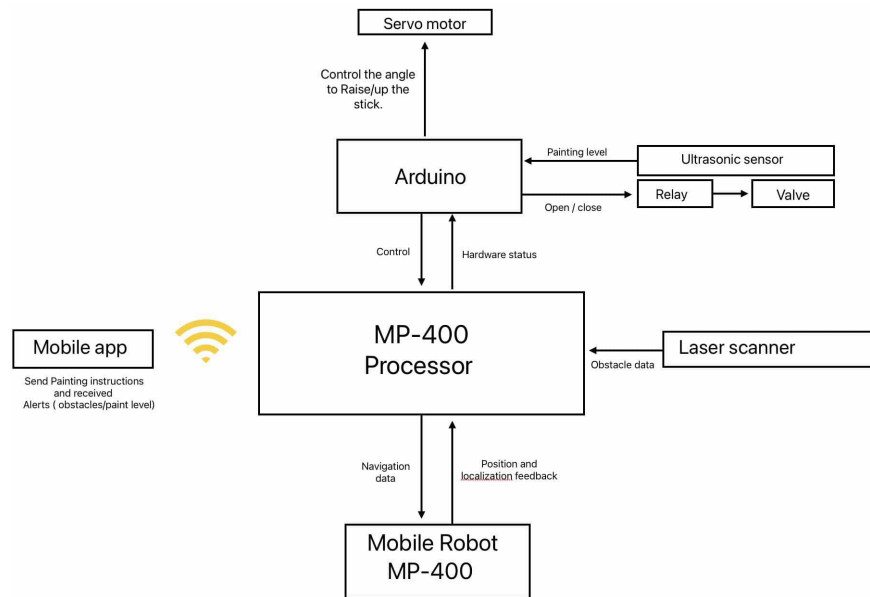 Servo motor
Control the angle
to Raise/up the
stick.
Arduino
Painting level
Ultrasonic sensor
Open / close
Relay
Valve
Control
Hardware status
MP-400
Processor
Mobile app
Send Painting instructions
and received
Alerts ( obstacles/paint level)
Laser scanner
Obstacle data
Navigation
data
Position and
localization feedback
Mobile Robot
MP-400